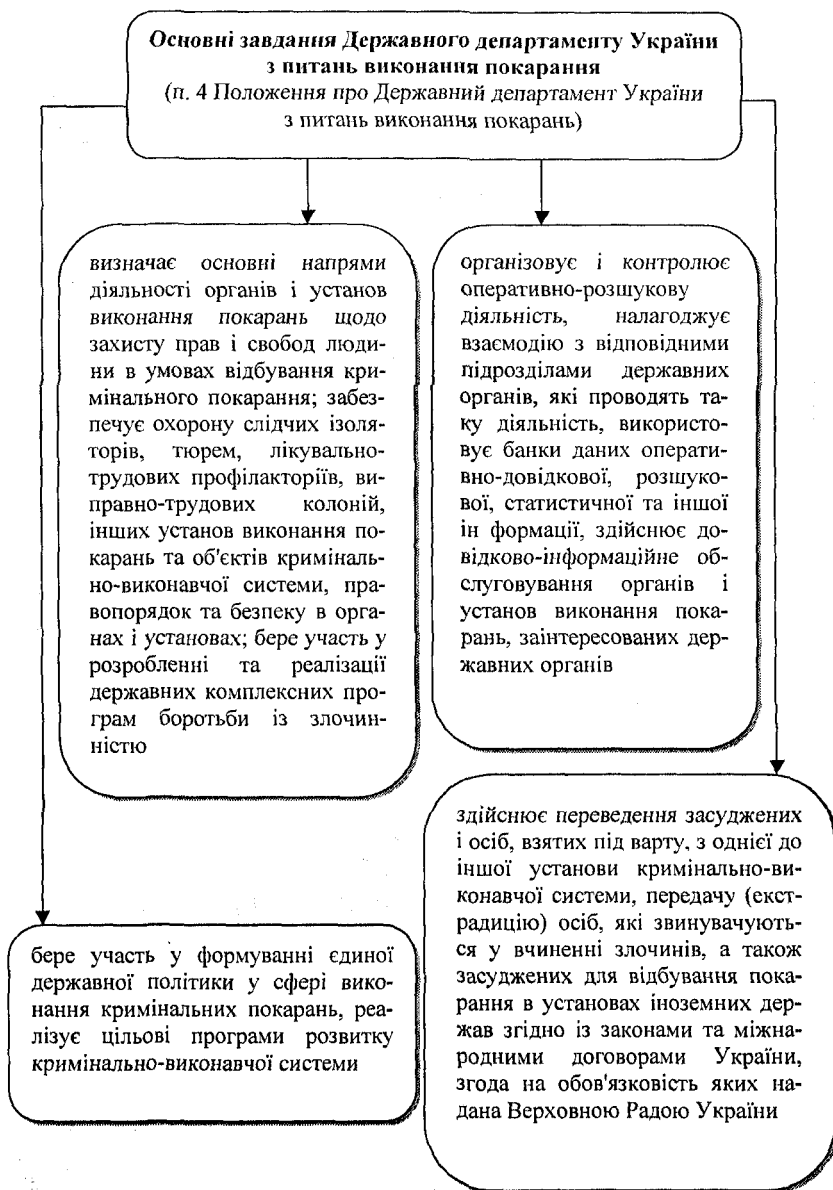 Основні завдання Державного департаменту України
з питань виконання покарання
(п. 4 Положення про Державний департамент України
з питань виконання покарань)
визначає основні напрями
діяльності органів і установ
виконання покарань щодо
захисту прав і свобод люди-
ни в умовах відбування кри-
мінального покарання; забез-
печує охорону слідчих ізоля-
торів, тюрем, лікувально-
трудових профілакторіїв, ви-
правно-трудових колоній,
інших установ виконання по-
карань та об'єктів криміналь-
но-виконавчої системи, пра-
вопорядок та безпеку в орга-
нах і установах; бере участь у
розробленні та реалізації
державних комплексних про-
грам боротьби із злочин-
ністю
організовує і контролює
оперативно-розшукову
діяльність, налагоджує
взаємодію з відповідними
підрозділами державних
органів, які проводять та-
ку діяльність, використо-
вує банки даних операти-
вно-довідкової, розшуко-
вої, статистичної та іншої
ін формації, здійснює до-
відково-інформаційне об-
слуговування органів і
установ виконання пока-
рань, заінтересованих дер-
жавних органів
бере участь у формуванні єдиної
державної політики у сфері вико-
нання кримінальних покарань, реа-
лізує цільові програми розвитку
кримінально-виконавчої системи
здійснює переведення засуджених
і осіб, взятих під варту, з однієї до
іншої установи кримінально-ви-
конавчої системи, передачу (екст-
радицію) осіб, які звинувачують-
ся у вчиненні злочинів, а також
засуджених для відбування пока-
рання в установах іноземних дер-
жав згідно із законами та міжна-
родними договорами України,
згода на обов'язковість яких на-
дана Верховною Радою України